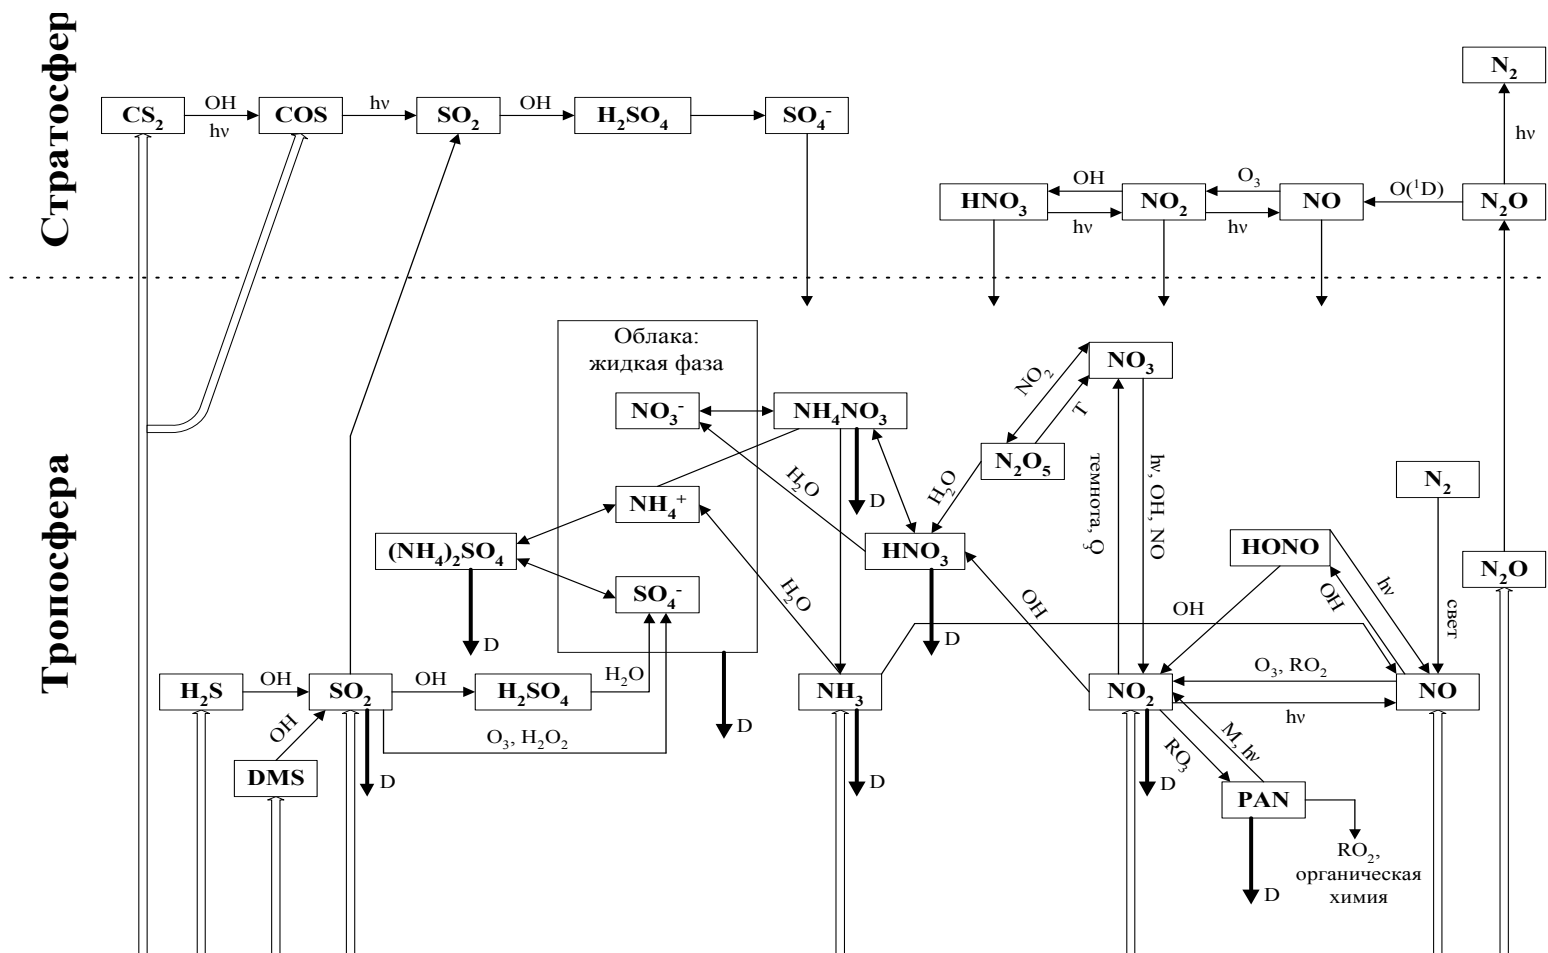 Стратосфер
N₂
CS₂
OH
hν
COS
hν
SO₂
OH
H₂SO₄
SO₄⁻
hν
HNO₃
OH
hν
NO₂
O₃
hν
NO
O(¹D)
N₂O
Тропосфера
Облака:
жидкая фаза
NO₃⁻
NH₄NO₃
NO₂
NO₃
T
N₂O₅
H₂O
H₂O
D
темнота, O₃
hν, OH, NO
N₂
NH₄⁺
(NH₄)₂SO₄
HNO₃
HONO
N₂O
SO₄⁻
H₂O
OH
OH
OH
hν
свет
D
D
H₂S
OH
SO₂
OH
H₂SO₄
H₂O
NH₃
NO₂
O₃, RO₂
hν
NO
OH
O₃, H₂O₂
D
DMS
D
D
D
RO₃
M, hν
PAN
D
RO₂,
органическая
химия